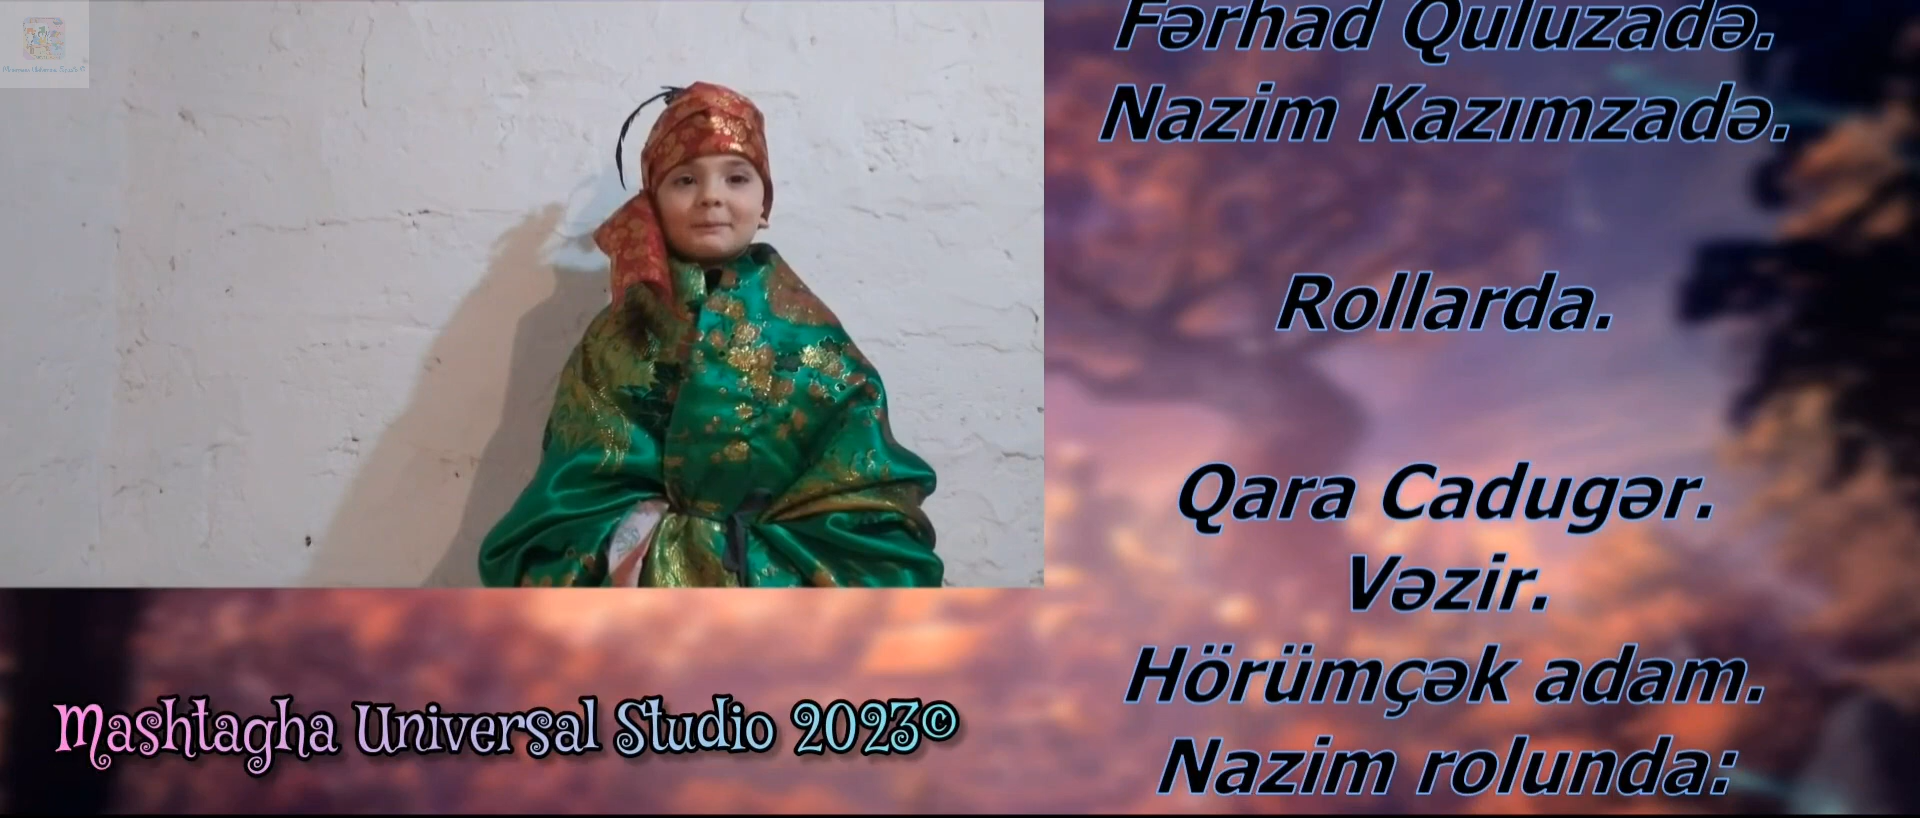 Fərhad Quluzadə.
Nazim Kazımzadə.
Rollarda.
Qara Cadugər.
Vəzir.
Hörümçək adam.
Nazim rolunda:
Mashtagha Universal Studio 2023©